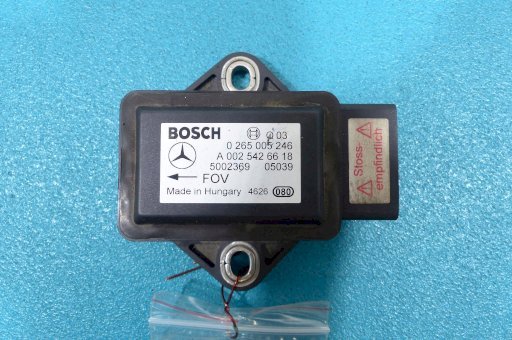 BOSCH 03
0 265 005 246
A 002 542 66 18
5002369 05039
FOV
Made in Hungary 4626 080
Stoss-
empfindlich